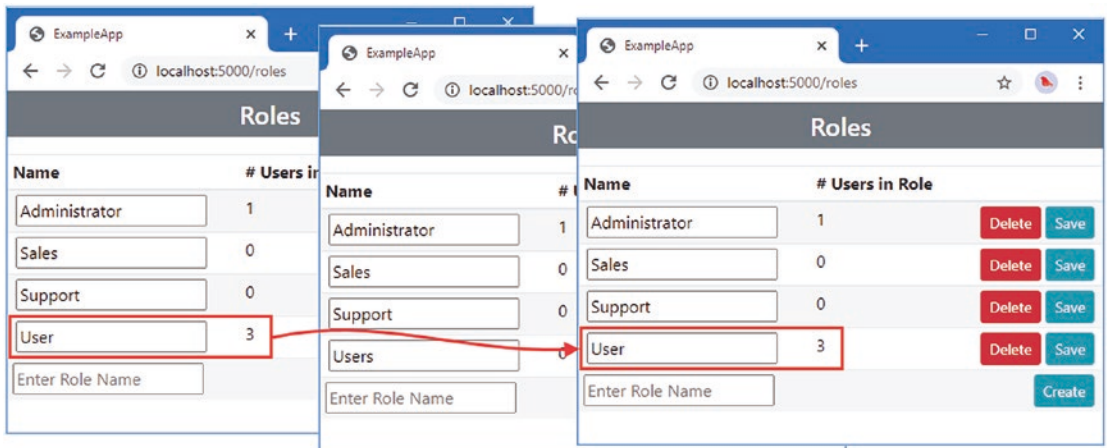 ExampleApp
localhost:5000/roles
Roles
Name # Users
Administrator 1
Sales 0
Support 0
User 3
Enter Role Name
ExampleApp
localhost:5000/ro
Ro
Name #
Administrator 1
Sales 0
Support 0
Users 0
Enter Role Name
ExampleApp
localhost:5000/roles
Roles
Name # Users in Role
Administrator 1 Delete Save
Sales 0 Delete Save
Support 0 Delete Save
User 3 Delete Save
Enter Role Name Create